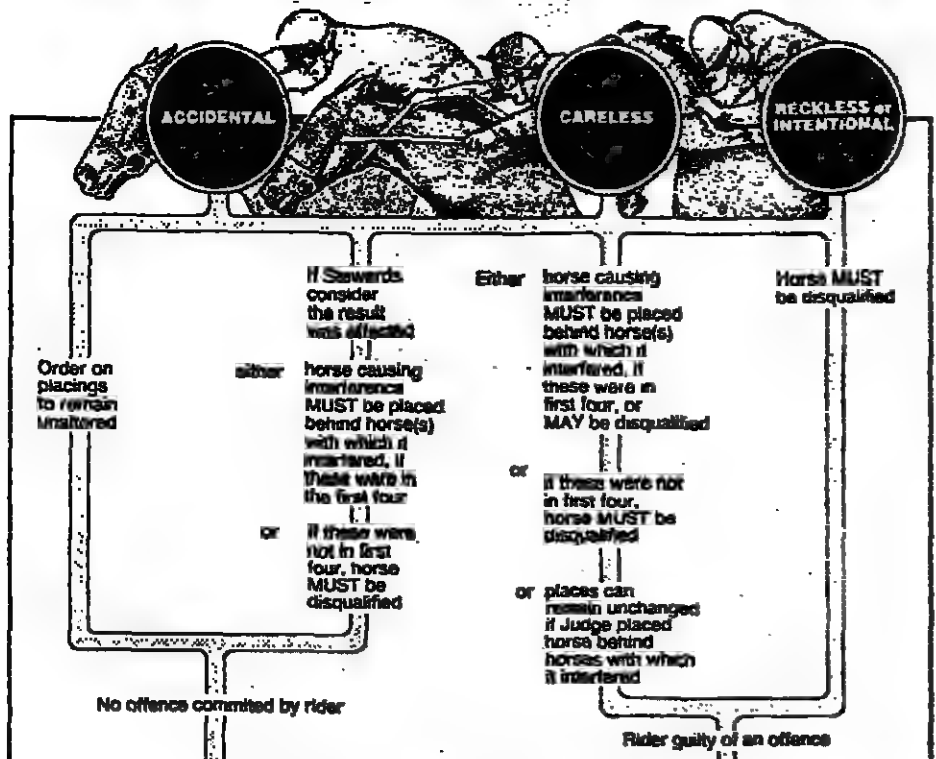 ACCIDENTAL
CARELESS
RECKLESS or
INTENTIONAL
Order on
placings
to remain
unaltered
If Stewards
consider
the result
was affected
either horse causing
interference
MUST be placed
behind horse(s)
with which it
interfered, if
these were in
the first four
or if these were
not in first
four, horse
MUST be
disqualified
Either horse causing
interference
MUST be placed
behind horse(s)
with which it
interfered, if
these were in
first four, or
MAY be disqualified
or if these were not
in first four,
horse MUST be
disqualified
or places can
remain unchanged
if Judge placed
horse behind
horses with which
it interfered
Horse MUST
be disqualified
No offence commited by rider
Rider guilty of an offence